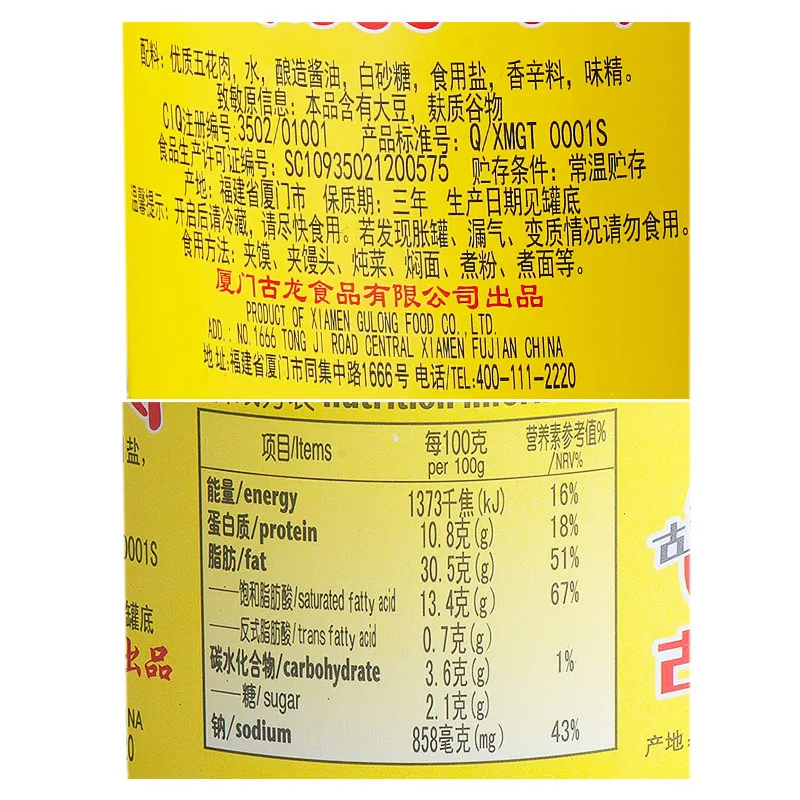 配料：优质五花肉，水，酿造酱油，白砂糖，食用盐，香辛料，味精。
致敏原信息：本品含有大豆，麸质谷物
CIQ注册编号:3502/01001 产品标准号：Q/XMGT 0001S
食品生产许可证编号：SC10935021200575 贮存条件：常温贮存
产地：福建省厦门市 保质期：三年 生产日期见罐底
温馨提示：开启后请冷藏，请尽快食用。若发现胀罐、漏气、变质情况请勿食用。
食用方法：夹馍、夹馒头、炖菜、焖面、煮粉、煮面等。
厦门古龙食品有限公司出品
PRODUCT OF XIAMEN GULONG FOOD CO.,LTD.
ADD.: NO.1666 TONG JI ROAD CENTRAL XIAMEN FUJIAN CHINA
地址:福建省厦门市同集中路1666号 电话/TEL:400-111-2220
项目/Items 每100克 per 100g 营养素参考值%/NRV%
能量/energy 1373千焦(kJ) 16%
蛋白质/protein 10.8克(g) 18%
脂肪/fat 30.5克(g) 51%
——饱和脂肪酸/saturated fatty acid 13.4克(g) 67%
——反式脂肪酸/trans fatty acid 0.7克(g)
碳水化合物/carbohydrate 3.6克(g) 1%
——糖/sugar 2.1克(g)
钠/sodium 858毫克(mg) 43%
盐，
0001S
罐底
出品
NA
0
古
古
产地: